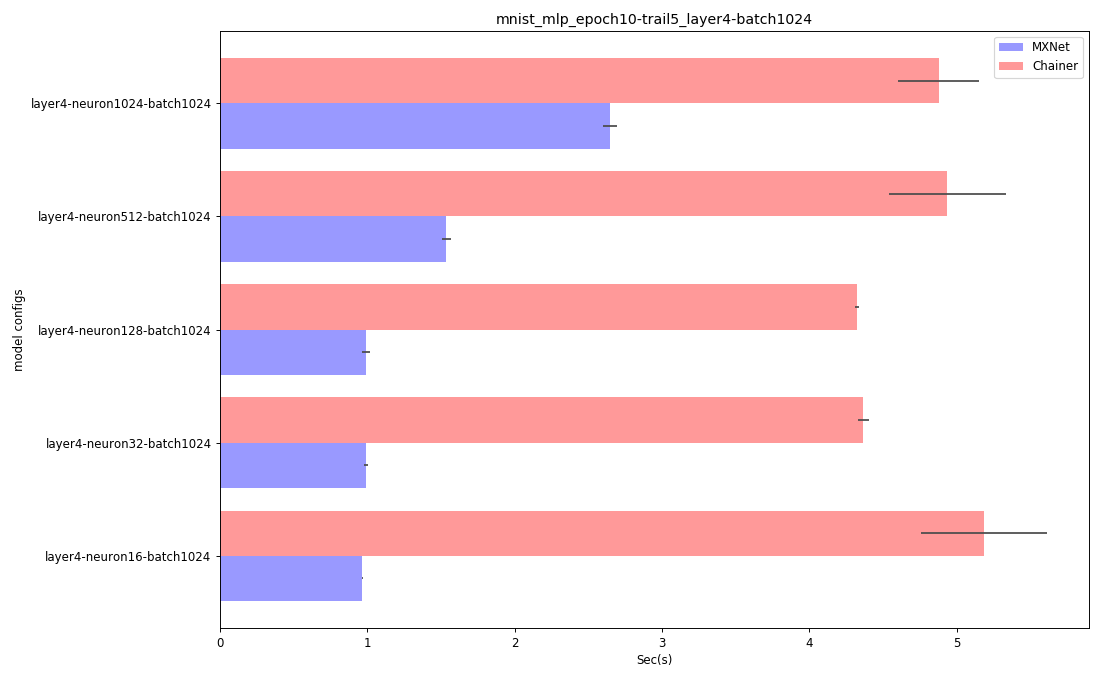 mnist_mlp_epoch10-trail5_layer4-batch1024
MXNet
Chainer
layer4-neuron1024-batch1024
layer4-neuron512-batch1024
layer4-neuron128-batch1024
layer4-neuron32-batch1024
layer4-neuron16-batch1024
model configs
0 1 2 3 4 5
Sec(s)